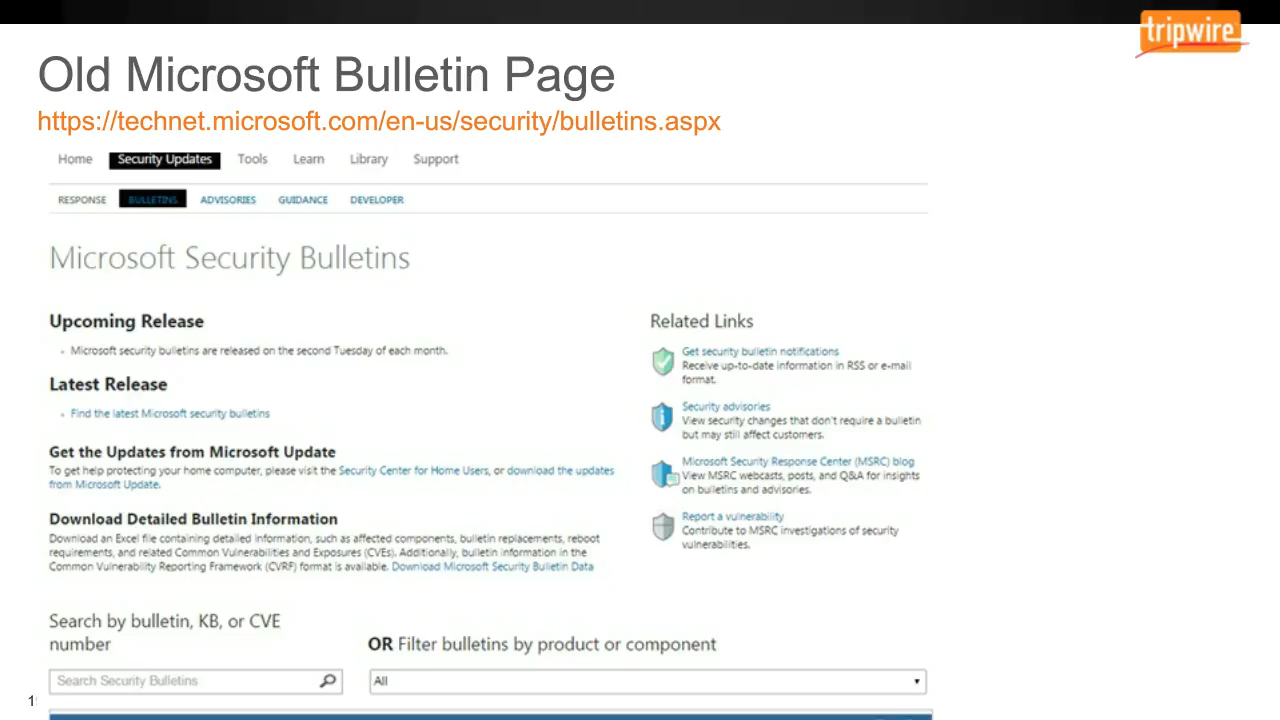 tripwire
Old Microsoft Bulletin Page
https://technet.microsoft.com/en-us/security/bulletins.aspx
Home Security Updates Tools Learn Library Support
RESPONSE BULLETINS ADVISORIES GUIDANCE DEVELOPER
Microsoft Security Bulletins
Upcoming Release
Microsoft security bulletins are released on the second Tuesday of each month.
Latest Release
Find the latest Microsoft security bulletins
Get the Updates from Microsoft Update
To get help protecting your home computer, please visit the Security Center for Home Users, or download the updates
from Microsoft Update.
Download Detailed Bulletin Information
Download an Excel file containing detailed information, such as affected components, bulletin replacements, reboot
requirements, and related Common Vulnerabilities and Exposures (CVEs). Additionally, bulletin information in the
Common Vulnerability Reporting Framework (CVRF) format is available. Download Microsoft Security Bulletin Data
Related Links
Get security bulletin notifications
Receive up-to-date information in RSS or e-mail
format.
Security advisories
View security changes that don't require a bulletin
but may still affect customers.
Microsoft Security Response Center (MSRC) blog
View MSRC webcasts, posts, and Q&A for insights
on bulletins and advisories.
Report a vulnerability
Contribute to MSRC investigations of security
vulnerabilities.
Search by bulletin, KB, or CVE
number
OR Filter bulletins by product or component
Search Security Bulletins
All